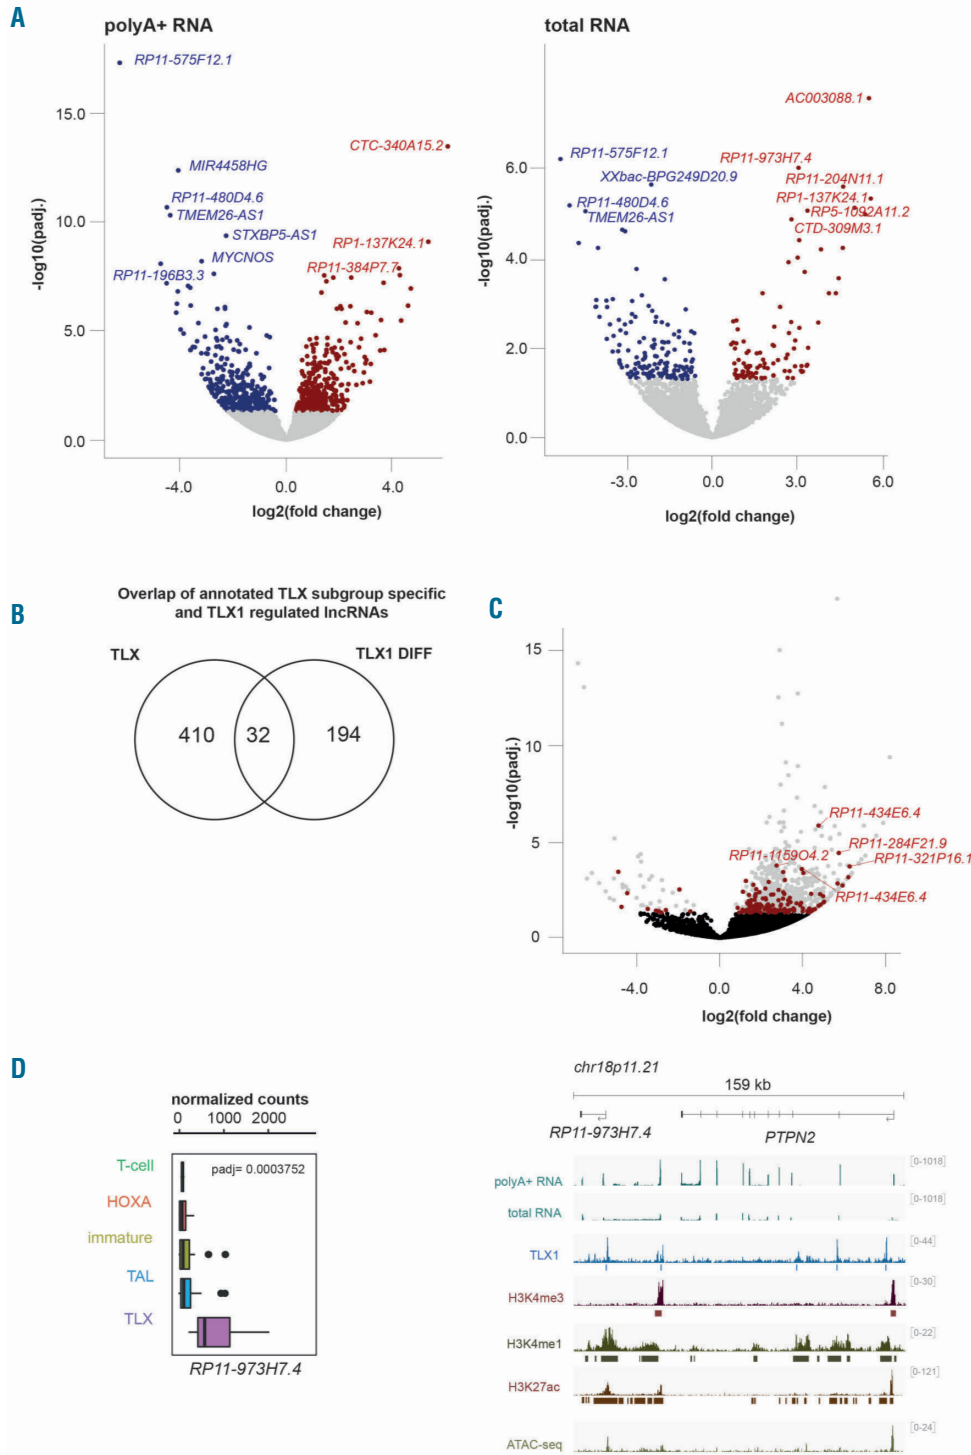 A
polyA+ RNA
total RNA
RP11-575F12.1
MIR4458HG
RP11-480D4.6
TMEM26-AS1
STXBP5-AS1
MYCNOS
RP11-196B3.3
CTC-340A15.2
RP1-137K24.1
RP11-384P7.7
15.0
10.0
5.0
0.0
-log10(padj.)
-4.0
0.0
4.0
log2(fold change)
AC003088.1
RP11-575F12.1
RP11-973H7.4
XXbac-BPG249D20.9
RP11-204N11.1
RP11-480D4.6
RP1-137K24.1
TMEM26-AS1
RP5-1092A11.2
CTD-309M3.1
6.0
4.0
2.0
0.0
-log10(padj.)
-3.0
0.0
3.0
6.0
log2(fold change)
B
Overlap of annotated TLX subgroup specific
and TLX1 regulated lncRNAs
TLX
TLX1 DIFF
410
32
194
C
15
10
5
0
-log10(padj.)
RP11-434E6.4
RP11-284F21.9
RP11-1159O4.2
RP11-321P16.1
RP11-434E6.4
-4.0
0.0
4.0
8.0
log2(fold change)
D
normalized counts
0
1000
2000
padj= 0.0003752
T-cell
HOXA
immature
TAL
TLX
RP11-973H7.4
chr18p11.21
159 kb
RP11-973H7.4
PTPN2
polyA+ RNA
[0-1018]
total RNA
[0-1018]
TLX1
[0-44]
H3K4me3
[0-30]
H3K4me1
[0-22]
H3K27ac
[0-121]
ATAC-seq
[0-24]